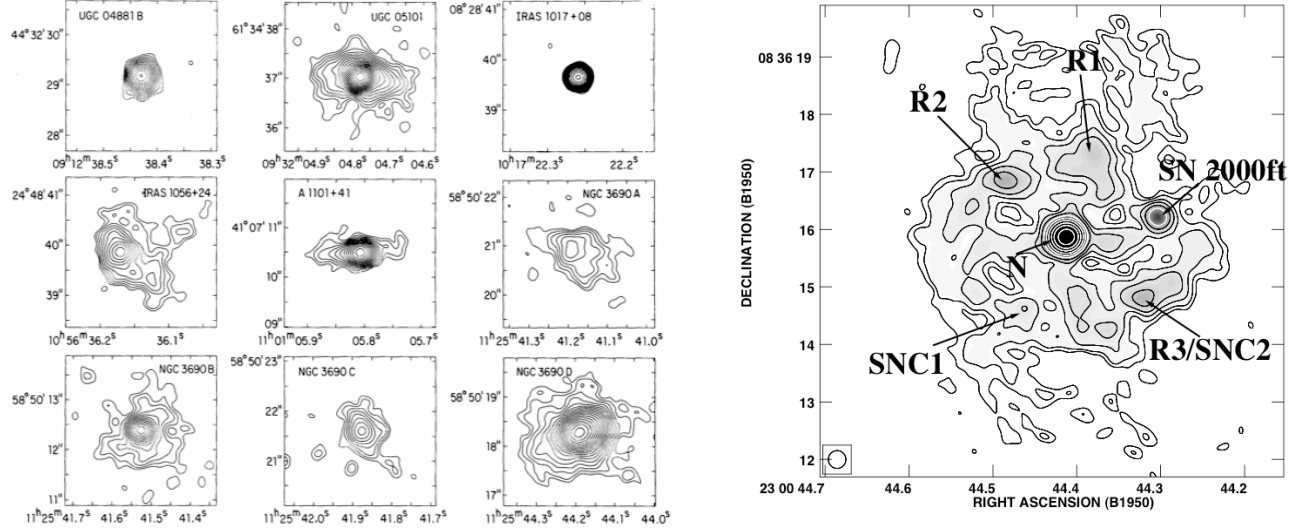 UGC 04881 B
44°32'30"
29"
28"
09ʰ12ᵐ38.5ˢ 38.4ˢ 38.3ˢ
UGC 05101
61°34'38"
37"
36"
09ʰ32ᵐ04.9ˢ 04.8ˢ 04.7ˢ 04.6ˢ
IRAS 1017+08
08°28'41"
40"
39"
10ʰ17ᵐ22.3ˢ 22.2ˢ
IRAS 1056+24
24°48'41"
40"
39"
10ʰ56ᵐ36.2ˢ 36.1ˢ
A 1101+41
41°07'11"
10"
09"
11ʰ01ᵐ05.9ˢ 05.8ˢ 05.7ˢ
NGC 3690 A
58°50'22"
21"
20"
11ʰ25ᵐ41.3ˢ 41.2ˢ 41.1ˢ 41.0ˢ
NGC 3690 B
58°50'13"
12"
11"
11ʰ25ᵐ41.7ˢ 41.6ˢ 41.5ˢ 41.4ˢ
NGC 3690 C
58°50'23"
22"
21"
11ʰ25ᵐ42.0ˢ 41.9ˢ 41.8ˢ 41.7ˢ
NGC 3690 D
58°50'19"
18"
17"
11ʰ25ᵐ44.3ˢ 44.2ˢ 44.1ˢ 44.0ˢ
DECLINATION (B1950)
08 36 19
18
17
16
15
14
13
12
R1
R2
SN 2000ft
N
SNC1
R3/SNC2
23 00 44.7 44.6 44.5 44.4 44.3 44.2
RIGHT ASCENSION (B1950)